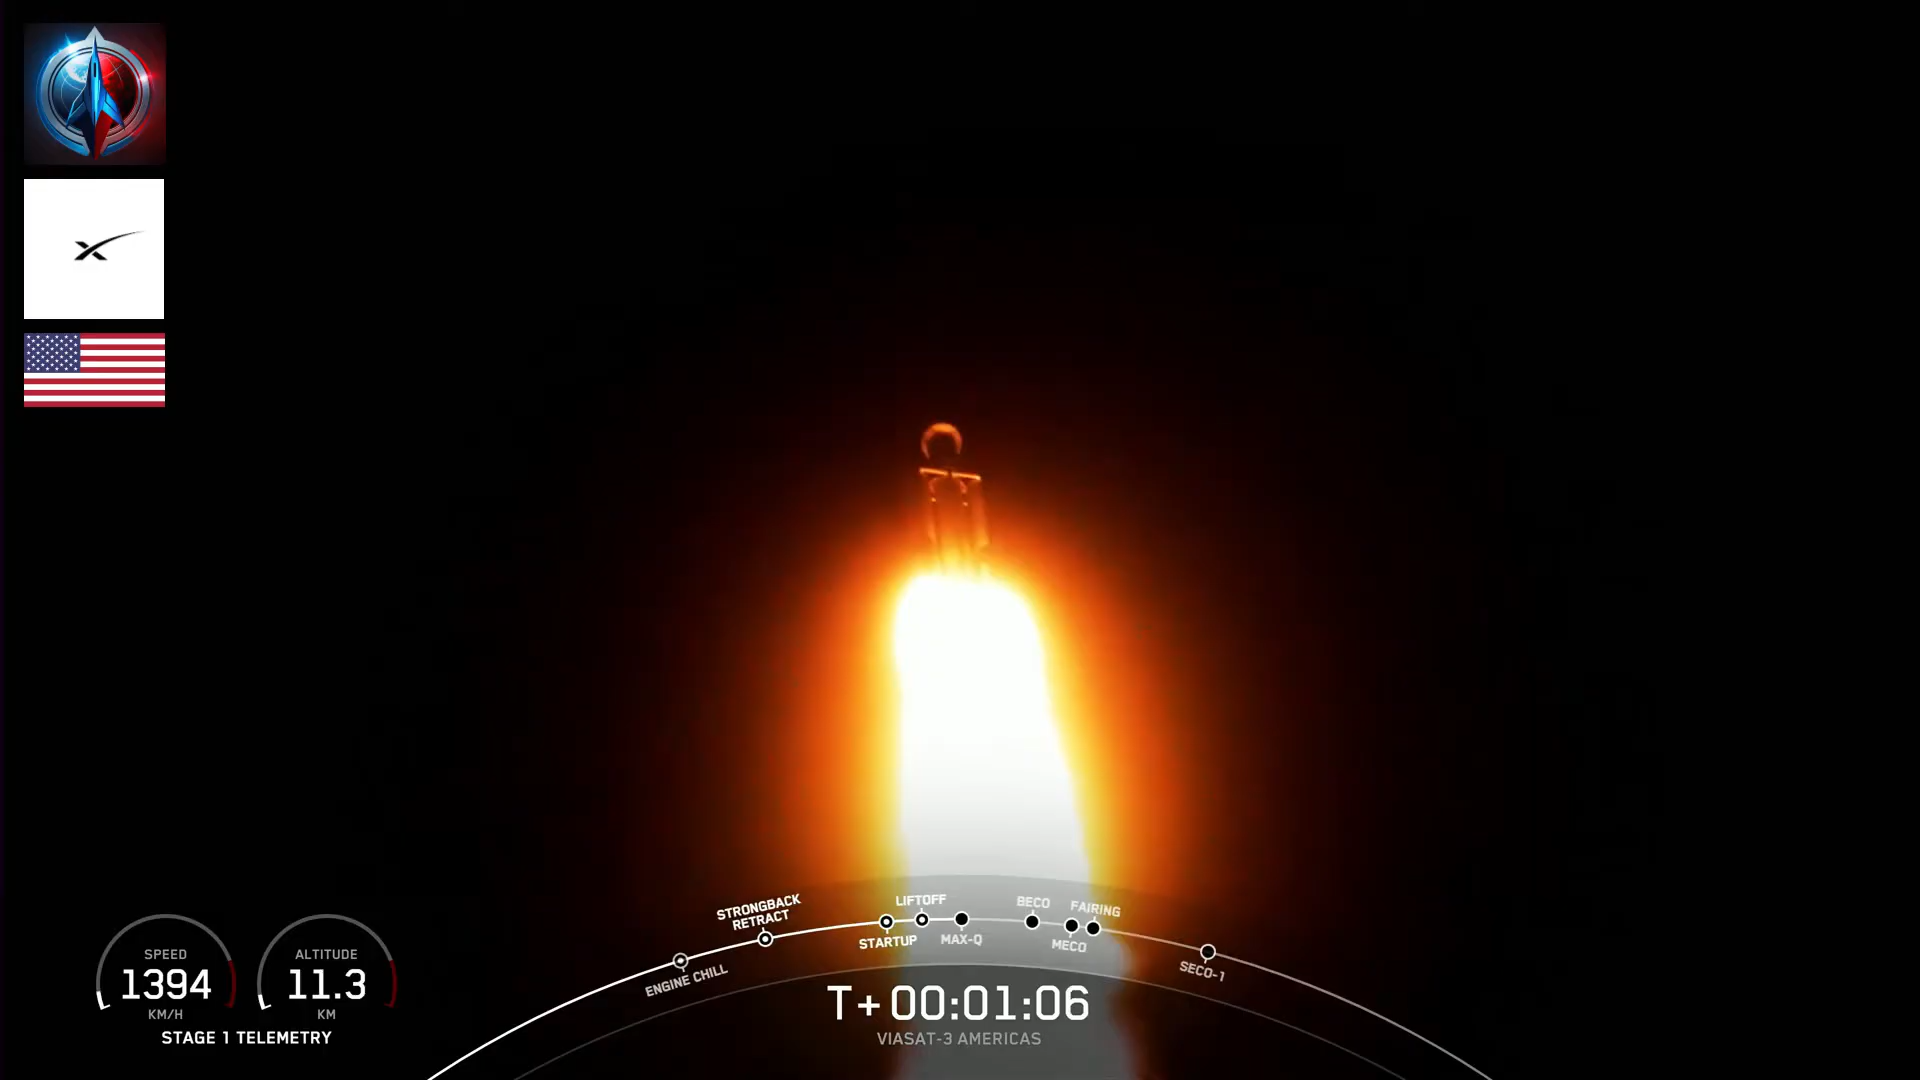 STRONGBACK
RETRACT
LIFTOFF
BECO
FAIRING
STARTUP
MAX-Q
MECO
ENGINE CHILL
SECO-1
SPEED
1394
KM/H
ALTITUDE
11.3
KM
STAGE 1 TELEMETRY
T+00:01:06
VIASAT-3 AMERICAS